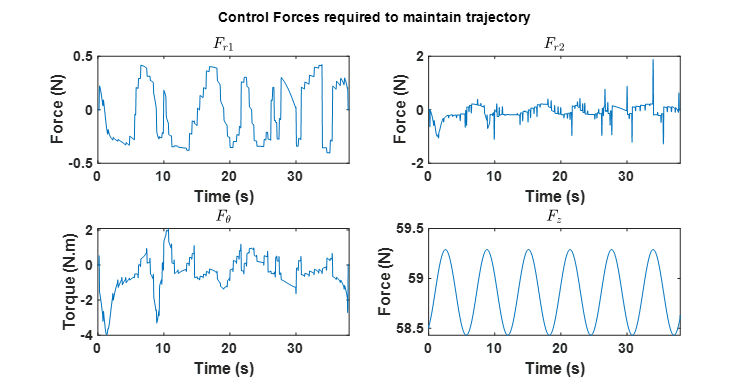 Control Forces required to maintain trajectory
F_{r1}
Force (N)
0.5
0
-0.5
0 10 20 30
Time (s)
F_{r2}
Force (N)
2
0
-2
0 10 20 30
Time (s)
F_θ
Torque (N.m)
2
0
-2
-4
0 10 20 30
Time (s)
F_z
Force (N)
59.5
59
58.5
0 10 20 30
Time (s)